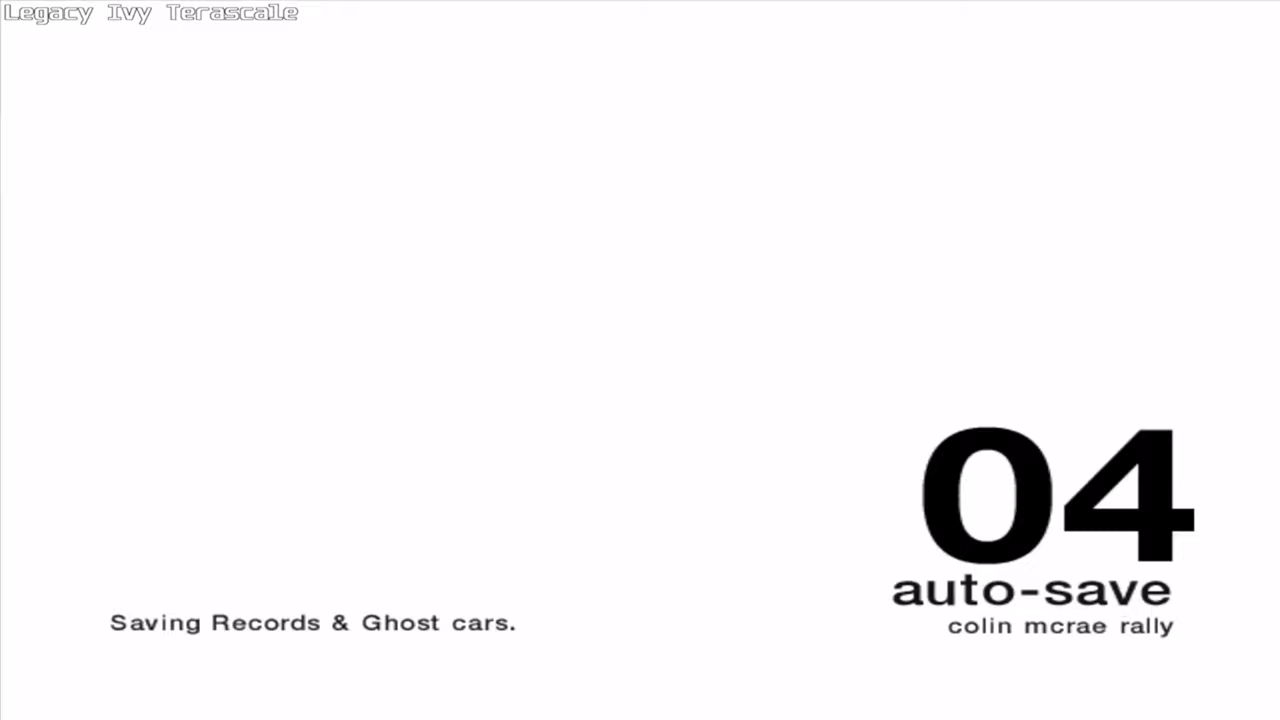 Legacy Ivy Terascale
04
auto-save
Saving Records & Ghost cars.
colin mcrae rally